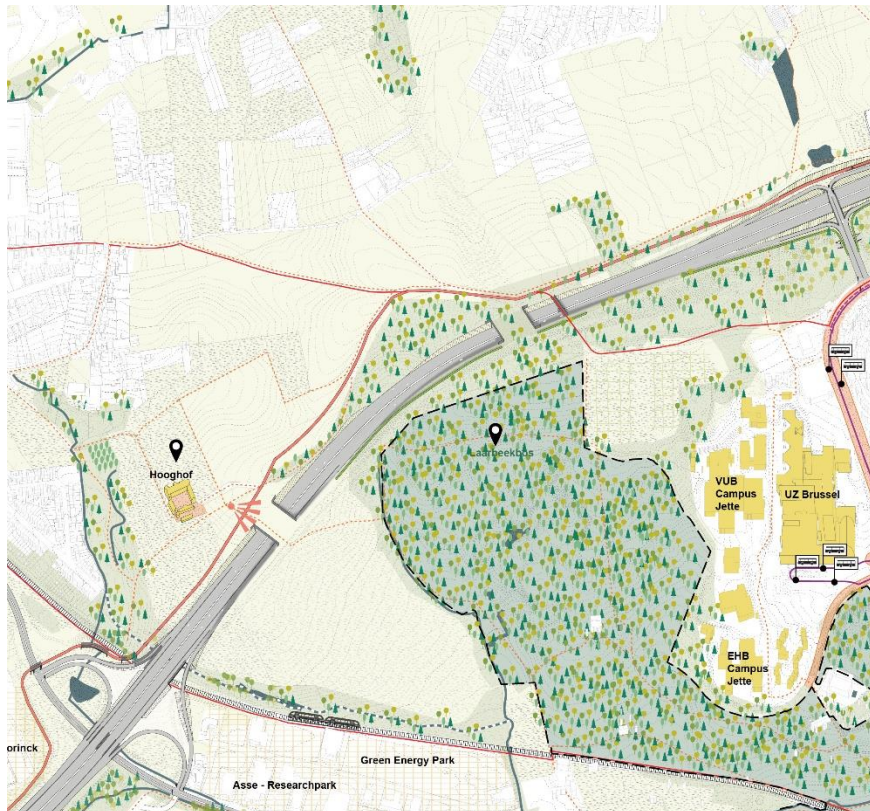 Hooghof
Laarbeekbos
VUB
Campus
Jette
UZ Brussel
EHB
Campus
Jette
orinck
Green Energy Park
Asse - Researchpark